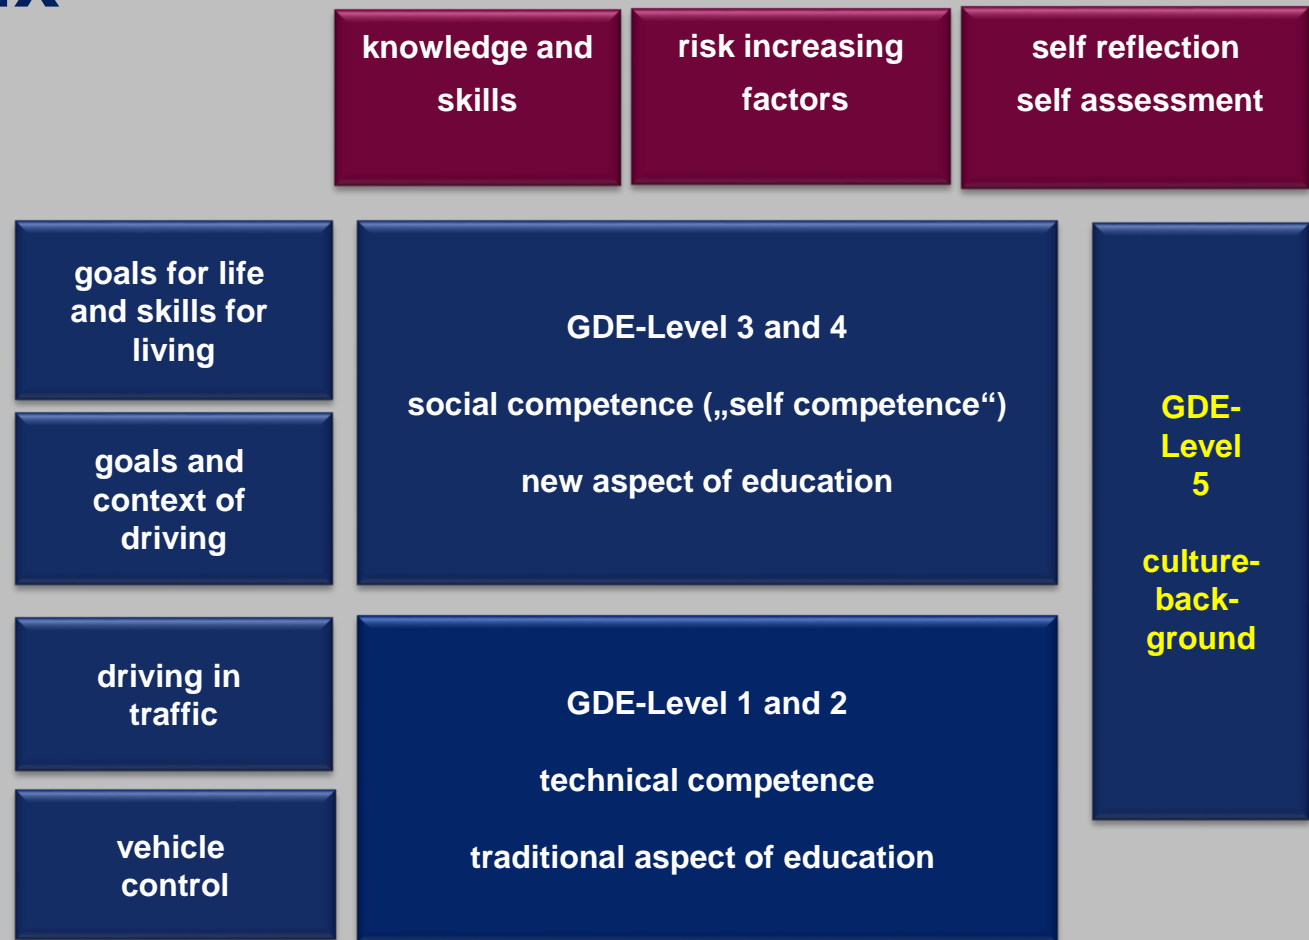 knowledge and
skills
risk increasing
factors
self reflection
self assessment
goals for life
and skills for
living
GDE-Level 3 and 4
social competence („self competence“)
new aspect of education
goals and
context of
driving
GDE-
Level
5
culture-
back-
ground
driving in
traffic
GDE-Level 1 and 2
technical competence
traditional aspect of education
vehicle
control